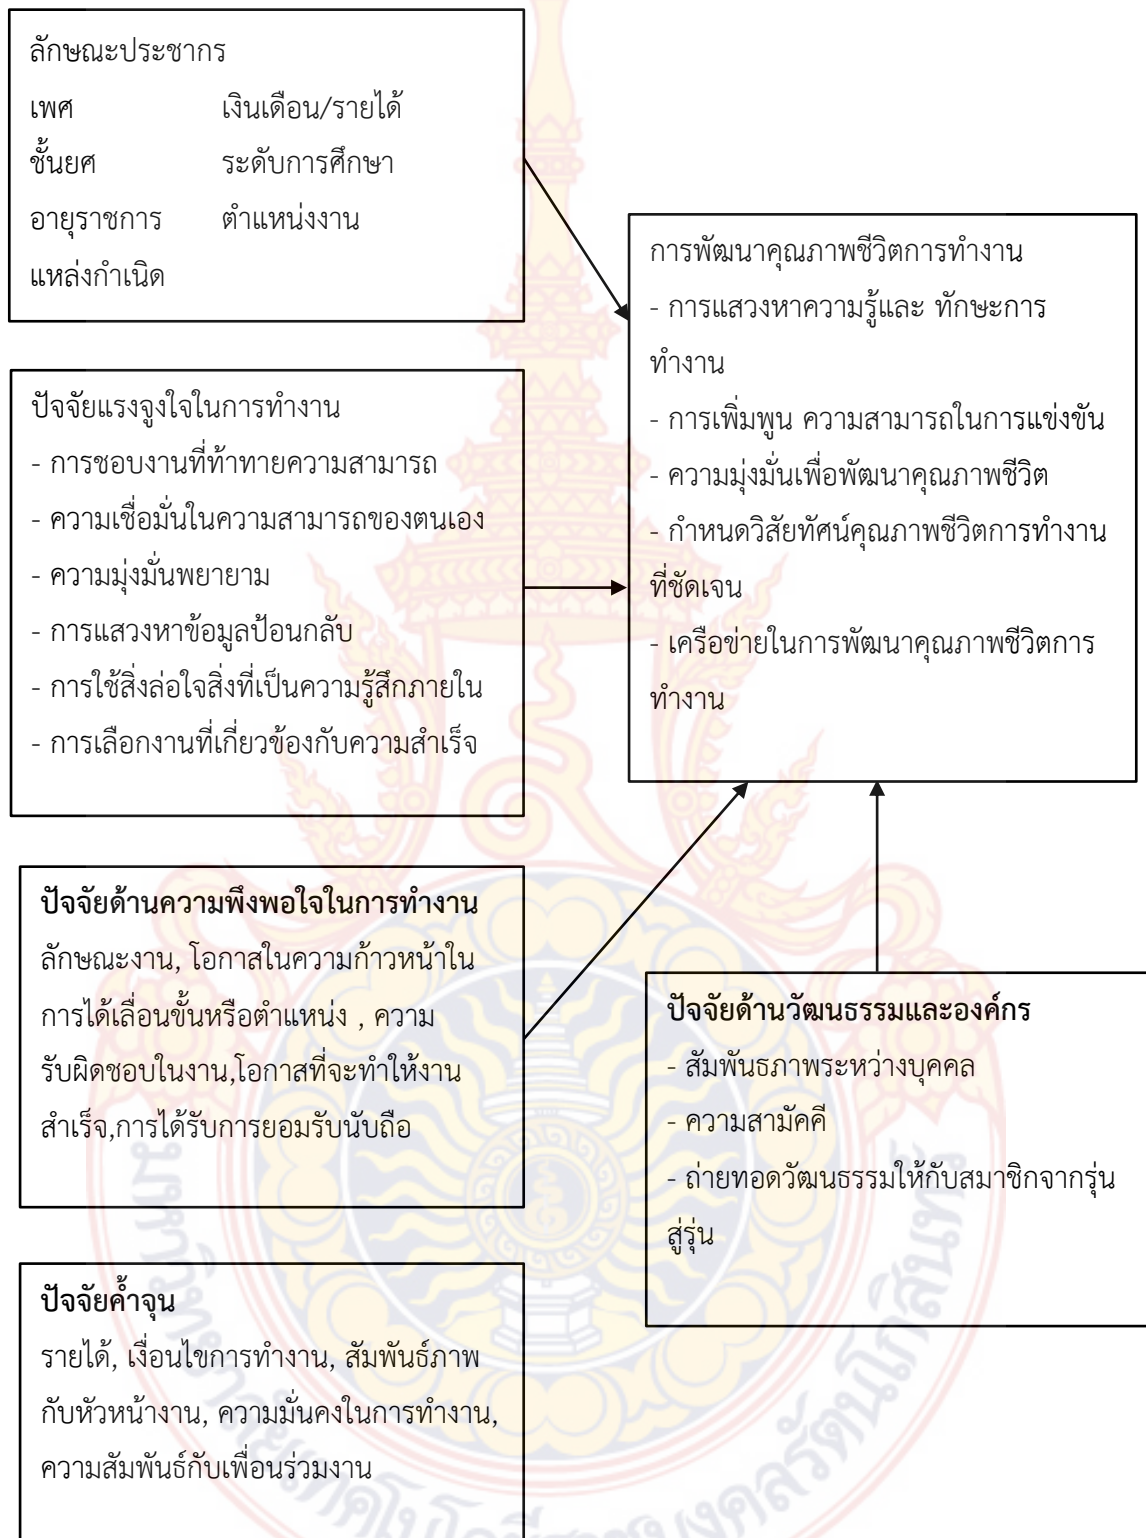 ลักษณะประชากร
เพศ เงินเดือน/รายได้
ชั้นยศ ระดับการศึกษา
อายุราชการ ตำแหน่งงาน
แหล่งกำเนิด
ปัจจัยแรงจูงใจในการทำงาน
- การชอบงานที่ท้าทายความสามารถ
- ความเชื่อมั่นในความสามารถของตนเอง
- ความมุ่งมั่นพยายาม
- การแสวงหาข้อมูลป้อนกลับ
- การใช้สิ่งล่อใจสิ่งที่เป็นความรู้สึกภายใน
- การเลือกงานที่เกี่ยวข้องกับความสำเร็จ
การพัฒนาคุณภาพชีวิตการทำงาน
- การแสวงหาความรู้และ ทักษะการ
ทำงาน
- การเพิ่มพูน ความสามารถในการแข่งขัน
- ความมุ่งมั่นเพื่อพัฒนาคุณภาพชีวิต
- กำหนดวิสัยทัศน์คุณภาพชีวิตการทำงาน
ที่ชัดเจน
- เครือข่ายในการพัฒนาคุณภาพชีวิตการ
ทำงาน
ปัจจัยด้านความพึงพอใจในการทำงาน
ลักษณะงาน, โอกาสในความก้าวหน้าใน
การได้เลื่อนขั้นหรือตำแหน่ง , ความ
รับผิดชอบในงาน,โอกาสที่จะทำให้งาน
สำเร็จ,การได้รับการยอมรับนับถือ
ปัจจัยด้านวัฒนธรรมและองค์กร
- สัมพันธภาพระหว่างบุคคล
- ความสามัคคี
- ถ่ายทอดวัฒนธรรมให้กับสมาชิกจากรุ่น
สู่รุ่น
ปัจจัยค้ำจุน
รายได้, เงื่อนไขการทำงาน, สัมพันธ์ภาพ
กับหัวหน้างาน, ความมั่นคงในการทำงาน,
ความสัมพันธ์กับเพื่อนร่วมงาน
มหาวิทยาลัยเทคโนโลยีราชมงคลรัตนโกสินทร์